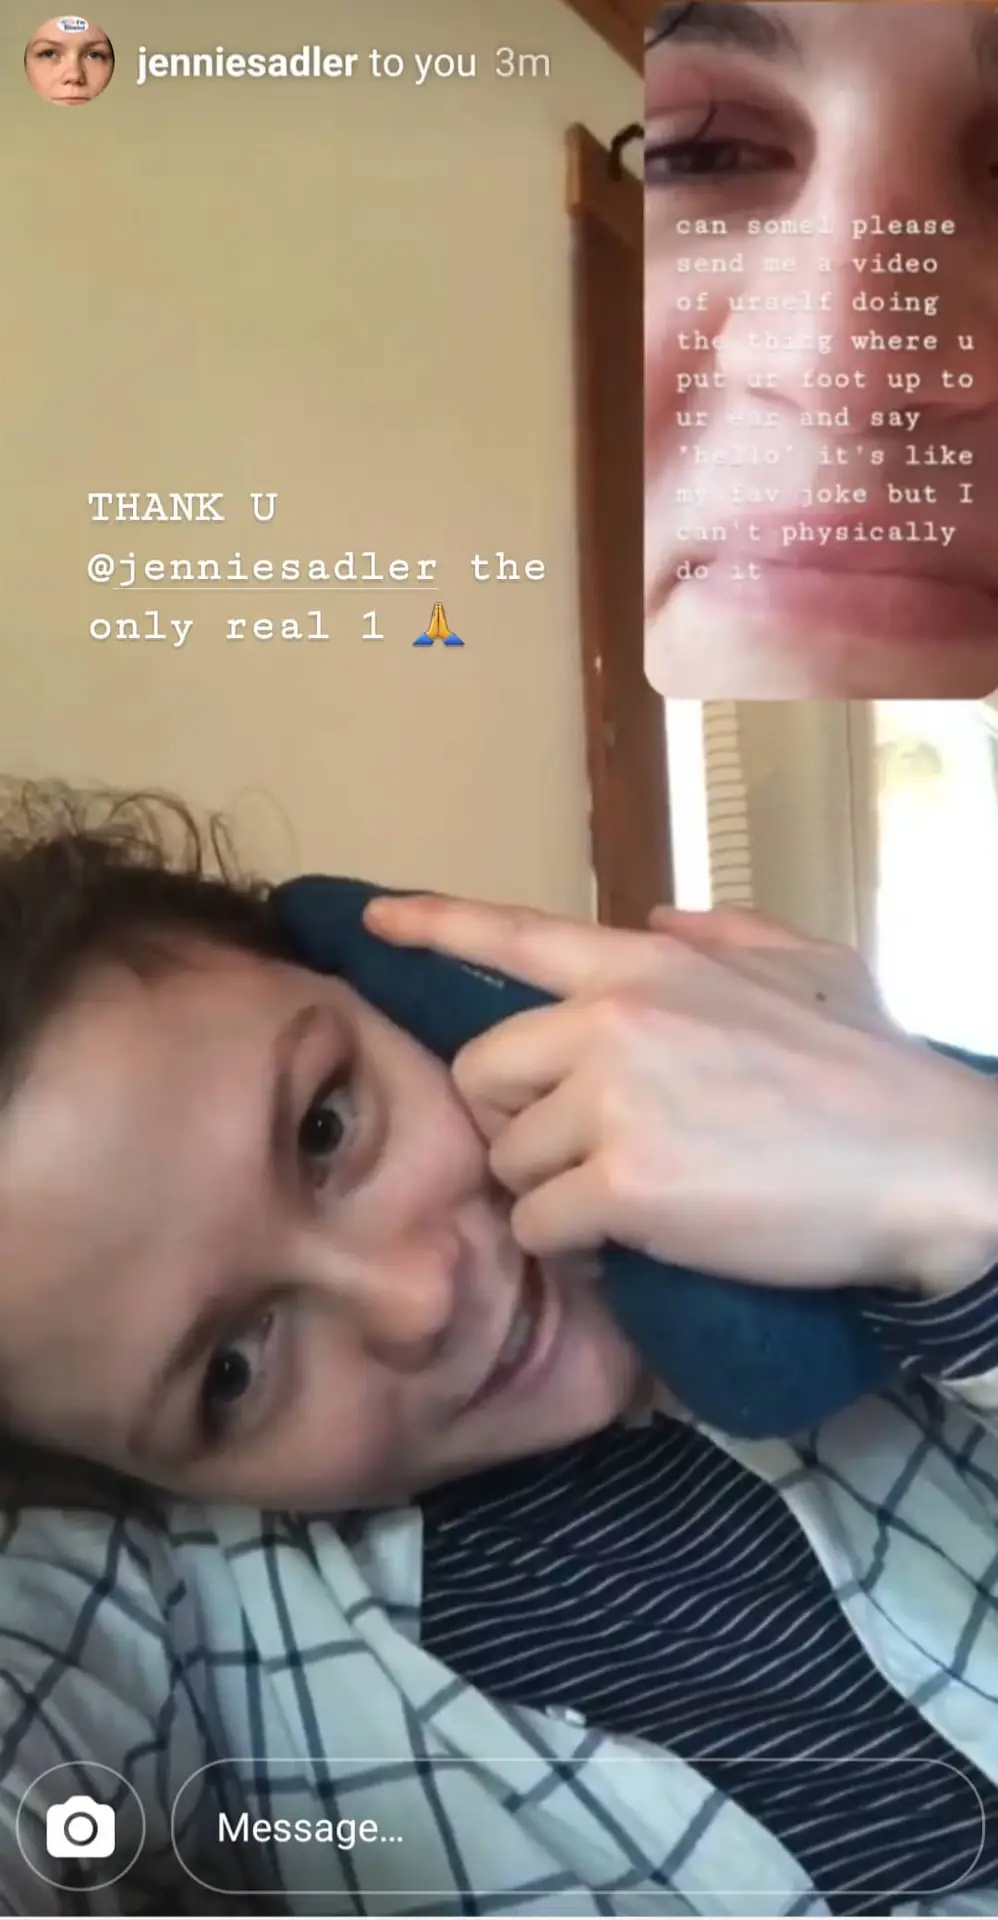 jenniesadler to you 3m
can some1 please
send me a video
of urself doing
the thing where u
put ur foot up to
ur ear and say
'hello' it's like
my fav joke but I
can't physically
do it
THANK U
@jenniesadler the
only real 1 🙏
Message…